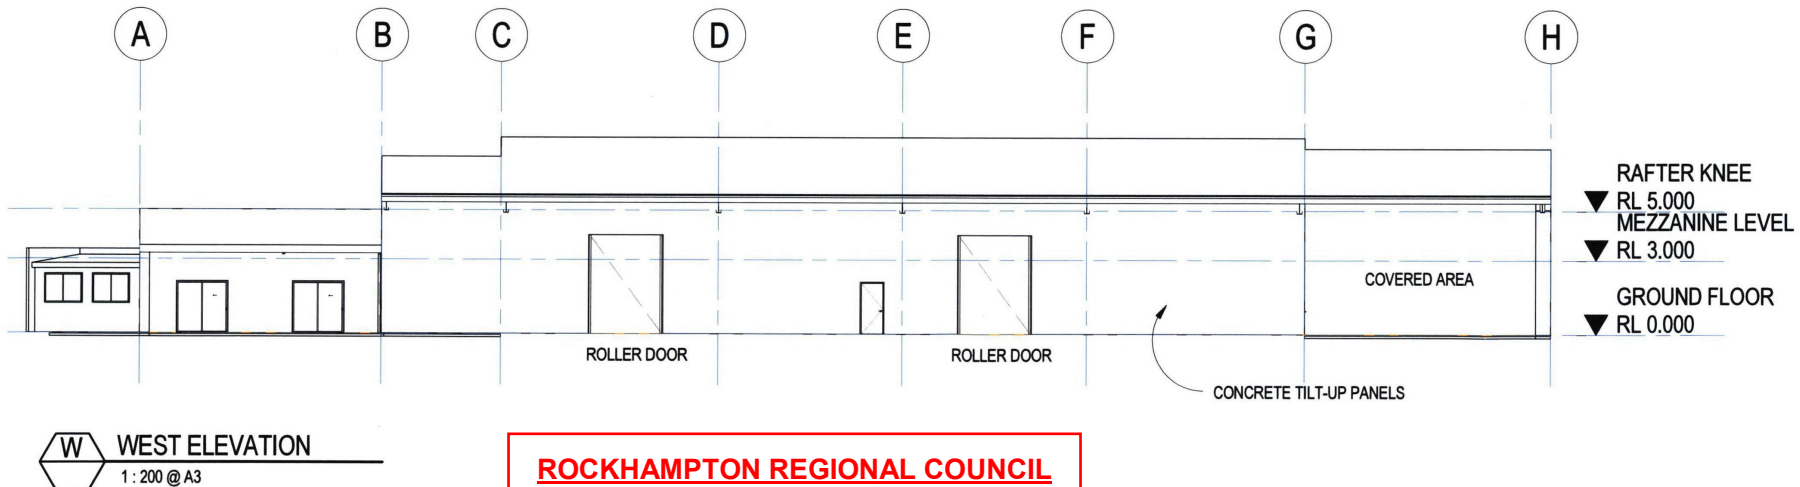 A B C D E F G H
RAFTER KNEE
RL 5.000
MEZZANINE LEVEL
RL 3.000
COVERED AREA
GROUND FLOOR
RL 0.000
ROLLER DOOR
ROLLER DOOR
CONCRETE TILT-UP PANELS
W
WEST ELEVATION
1 : 200 @ A3
ROCKHAMPTON REGIONAL COUNCIL